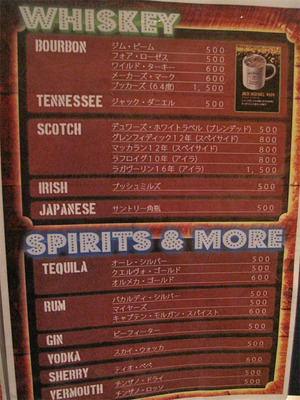 WHISKEY
BOURBON ジム・ビーム 500
フォア・ローゼス 500
ワイルド・ターキー 600
メーカーズ・マーク 600
ブッカーズ (64度) 1,500
TENNESSEE ジャック・ダニエル 500
SCOTCH デュワーズ・ホワイトラベル (ブレンデッド) 500
グレンフィディック12年 (スペイサイド) 800
マッカラン12年 (スペイサイド) 800
ラフロイグ10年 (アイラ) 800
ラガヴーリン16年 (アイラ) 1,500
IRISH ブッシュミルズ 500
JAPANESE サントリー角瓶 500
SPIRITS & MORE
TEQUILA オーレ・シルバー 500
クエルヴォ・ゴールド 500
オルメカ・ゴールド 600
RUM バカルディ・シルバー 500
マイヤーズ 500
キャプテン・モルガン・スパイスト 600
GIN ビーフィーター 500
VODKA スカイ・ウォッカ 500
SHERRY ティオ・ペペ 600
VERMOUTH チンザノ・ドライ 500
チンザノ・ロッソ 500